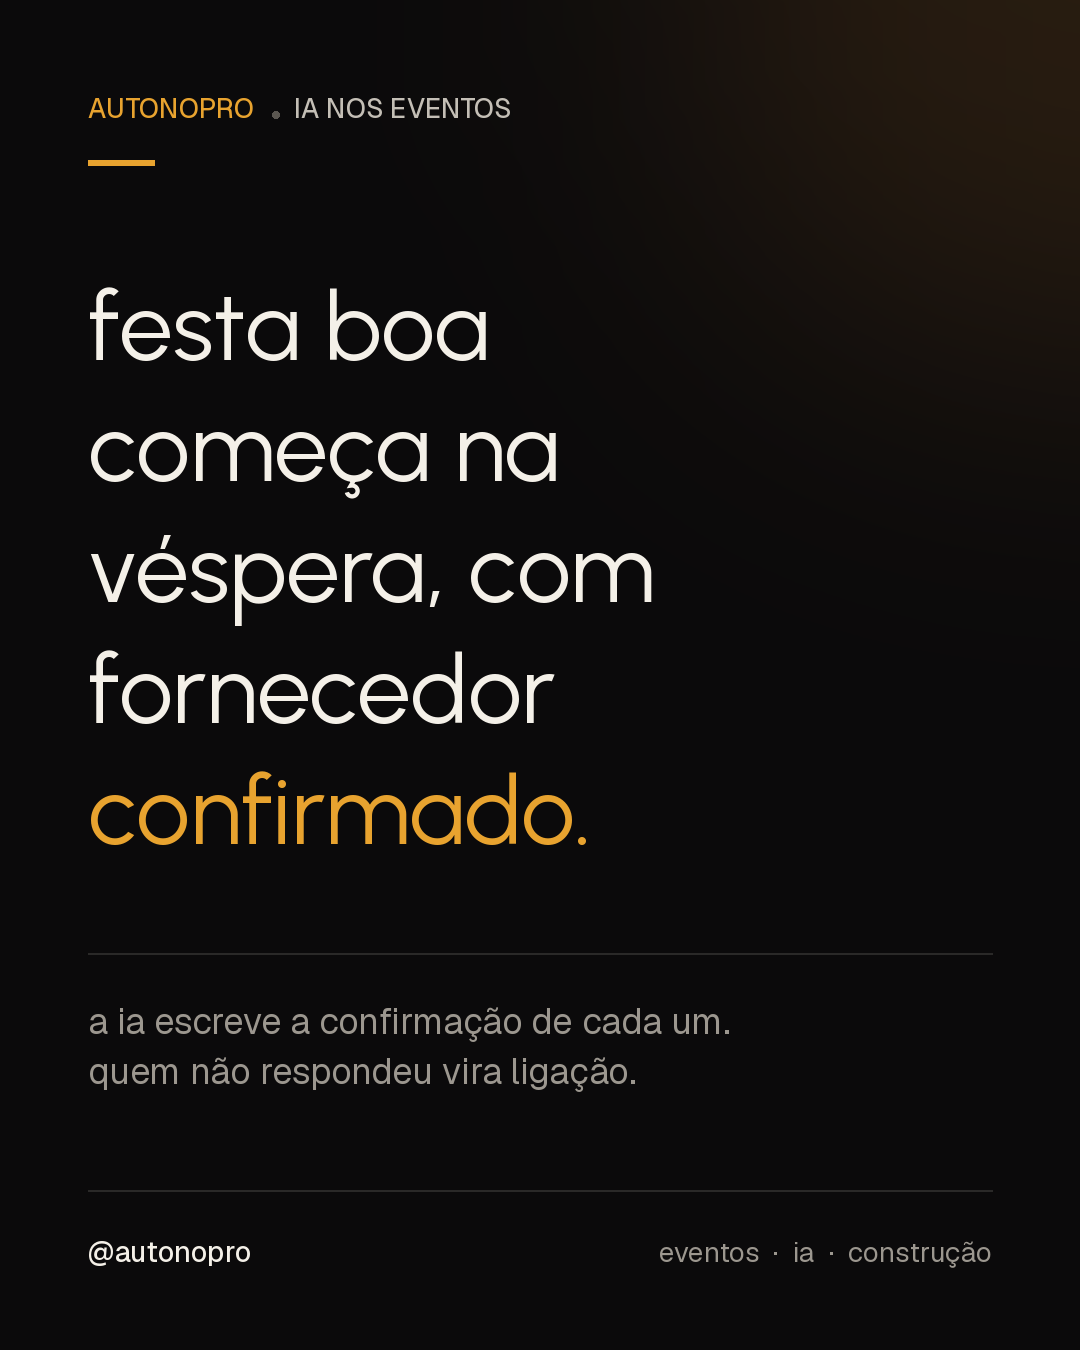 AUTONOPRO . IA NOS EVENTOS
festa boa
começa na
véspera, com
fornecedor
confirmado.
a ia escreve a confirmação de cada um.
quem não respondeu vira ligação.
@autonopro
eventos · ia · construção